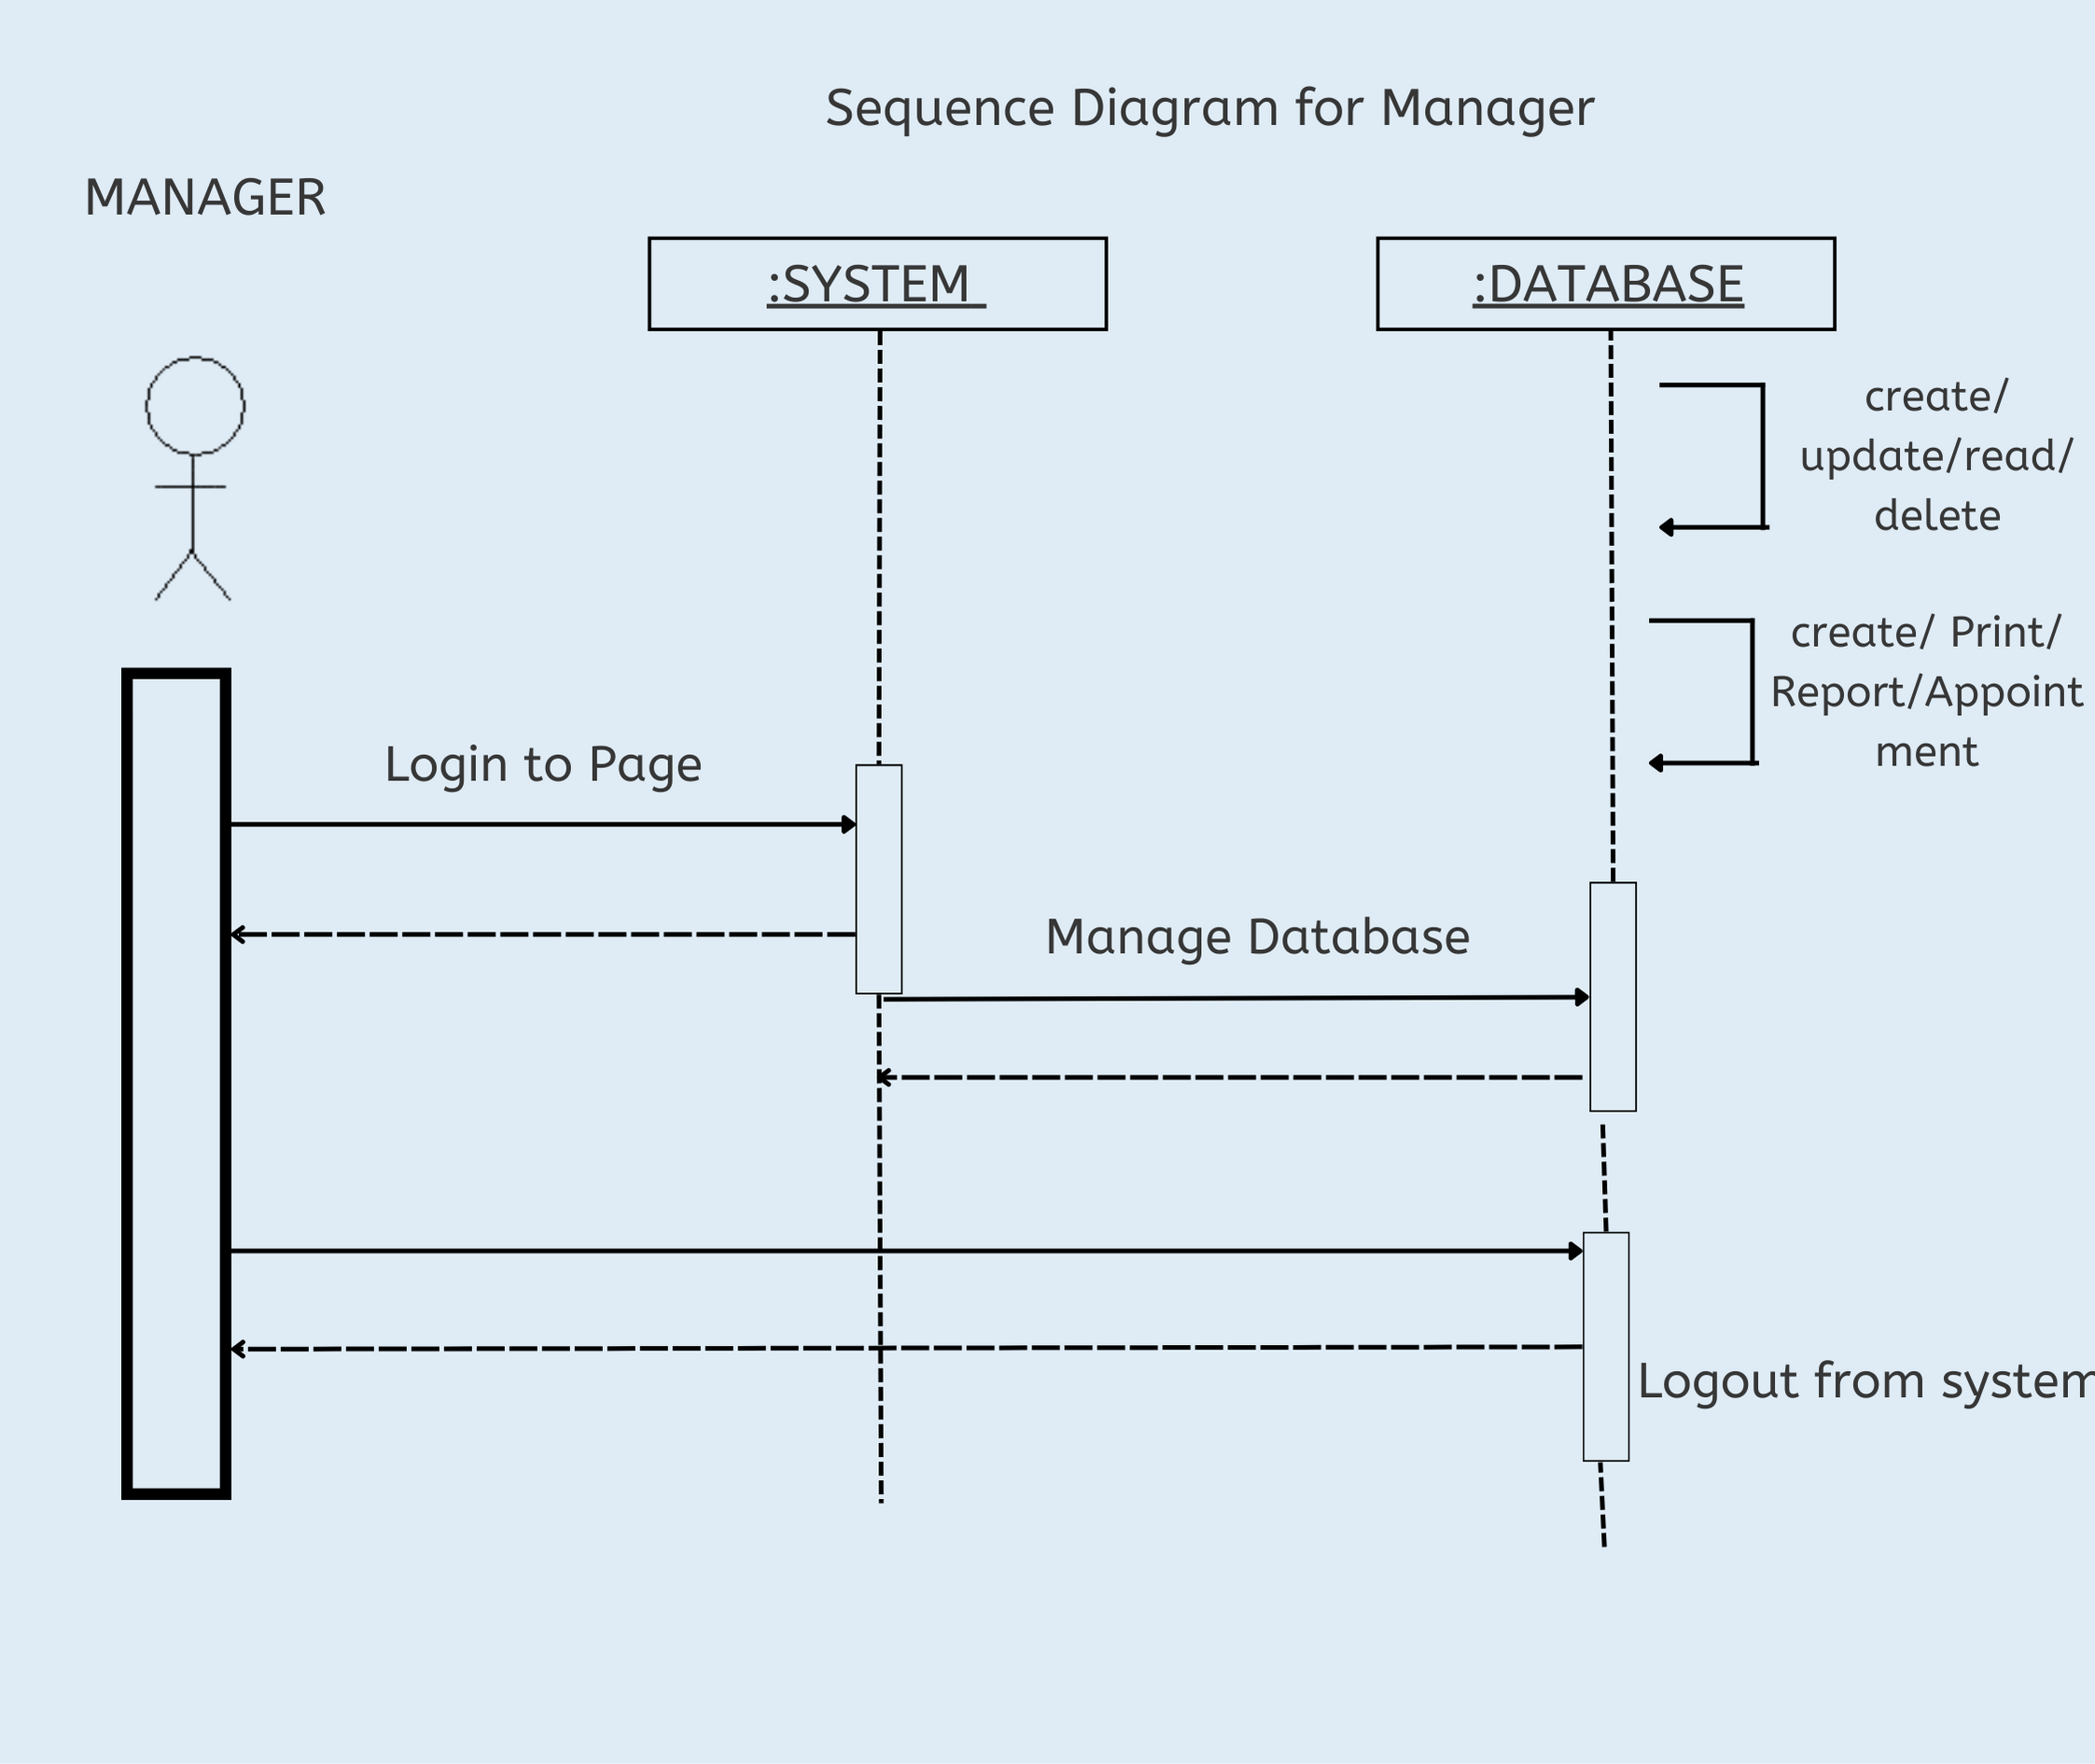 Sequence Diagram for Manager
MANAGER
:SYSTEM
:DATABASE
create/
update/read/
delete
create/ Print/
Report/Appoint
ment
Login to Page
Manage Database
Logout from system